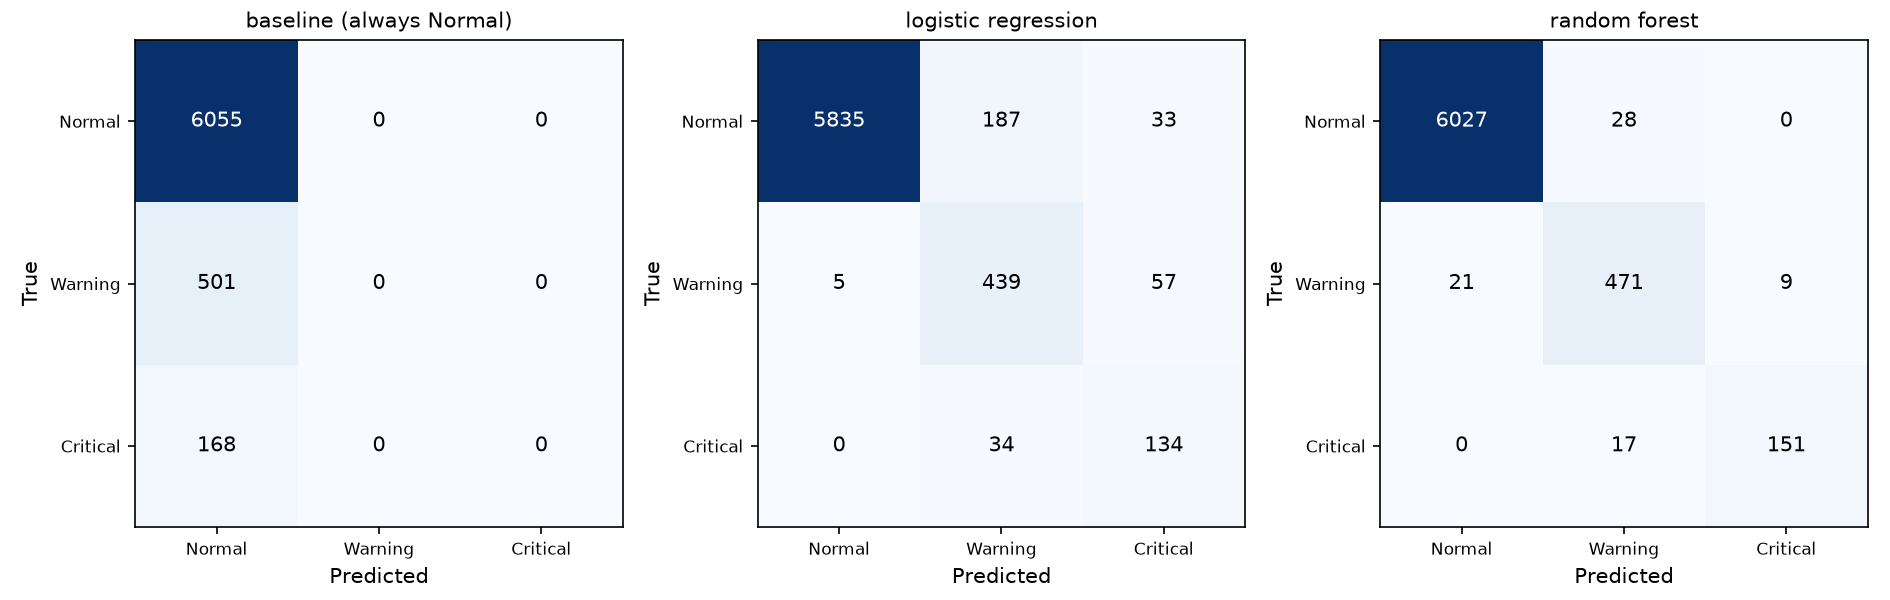 baseline (always Normal)
True
Normal 6055 0 0
Warning 501 0 0
Critical 168 0 0
Normal Warning Critical
Predicted
logistic regression
True
Normal 5835 187 33
Warning 5 439 57
Critical 0 34 134
Normal Warning Critical
Predicted
random forest
True
Normal 6027 28 0
Warning 21 471 9
Critical 0 17 151
Normal Warning Critical
Predicted